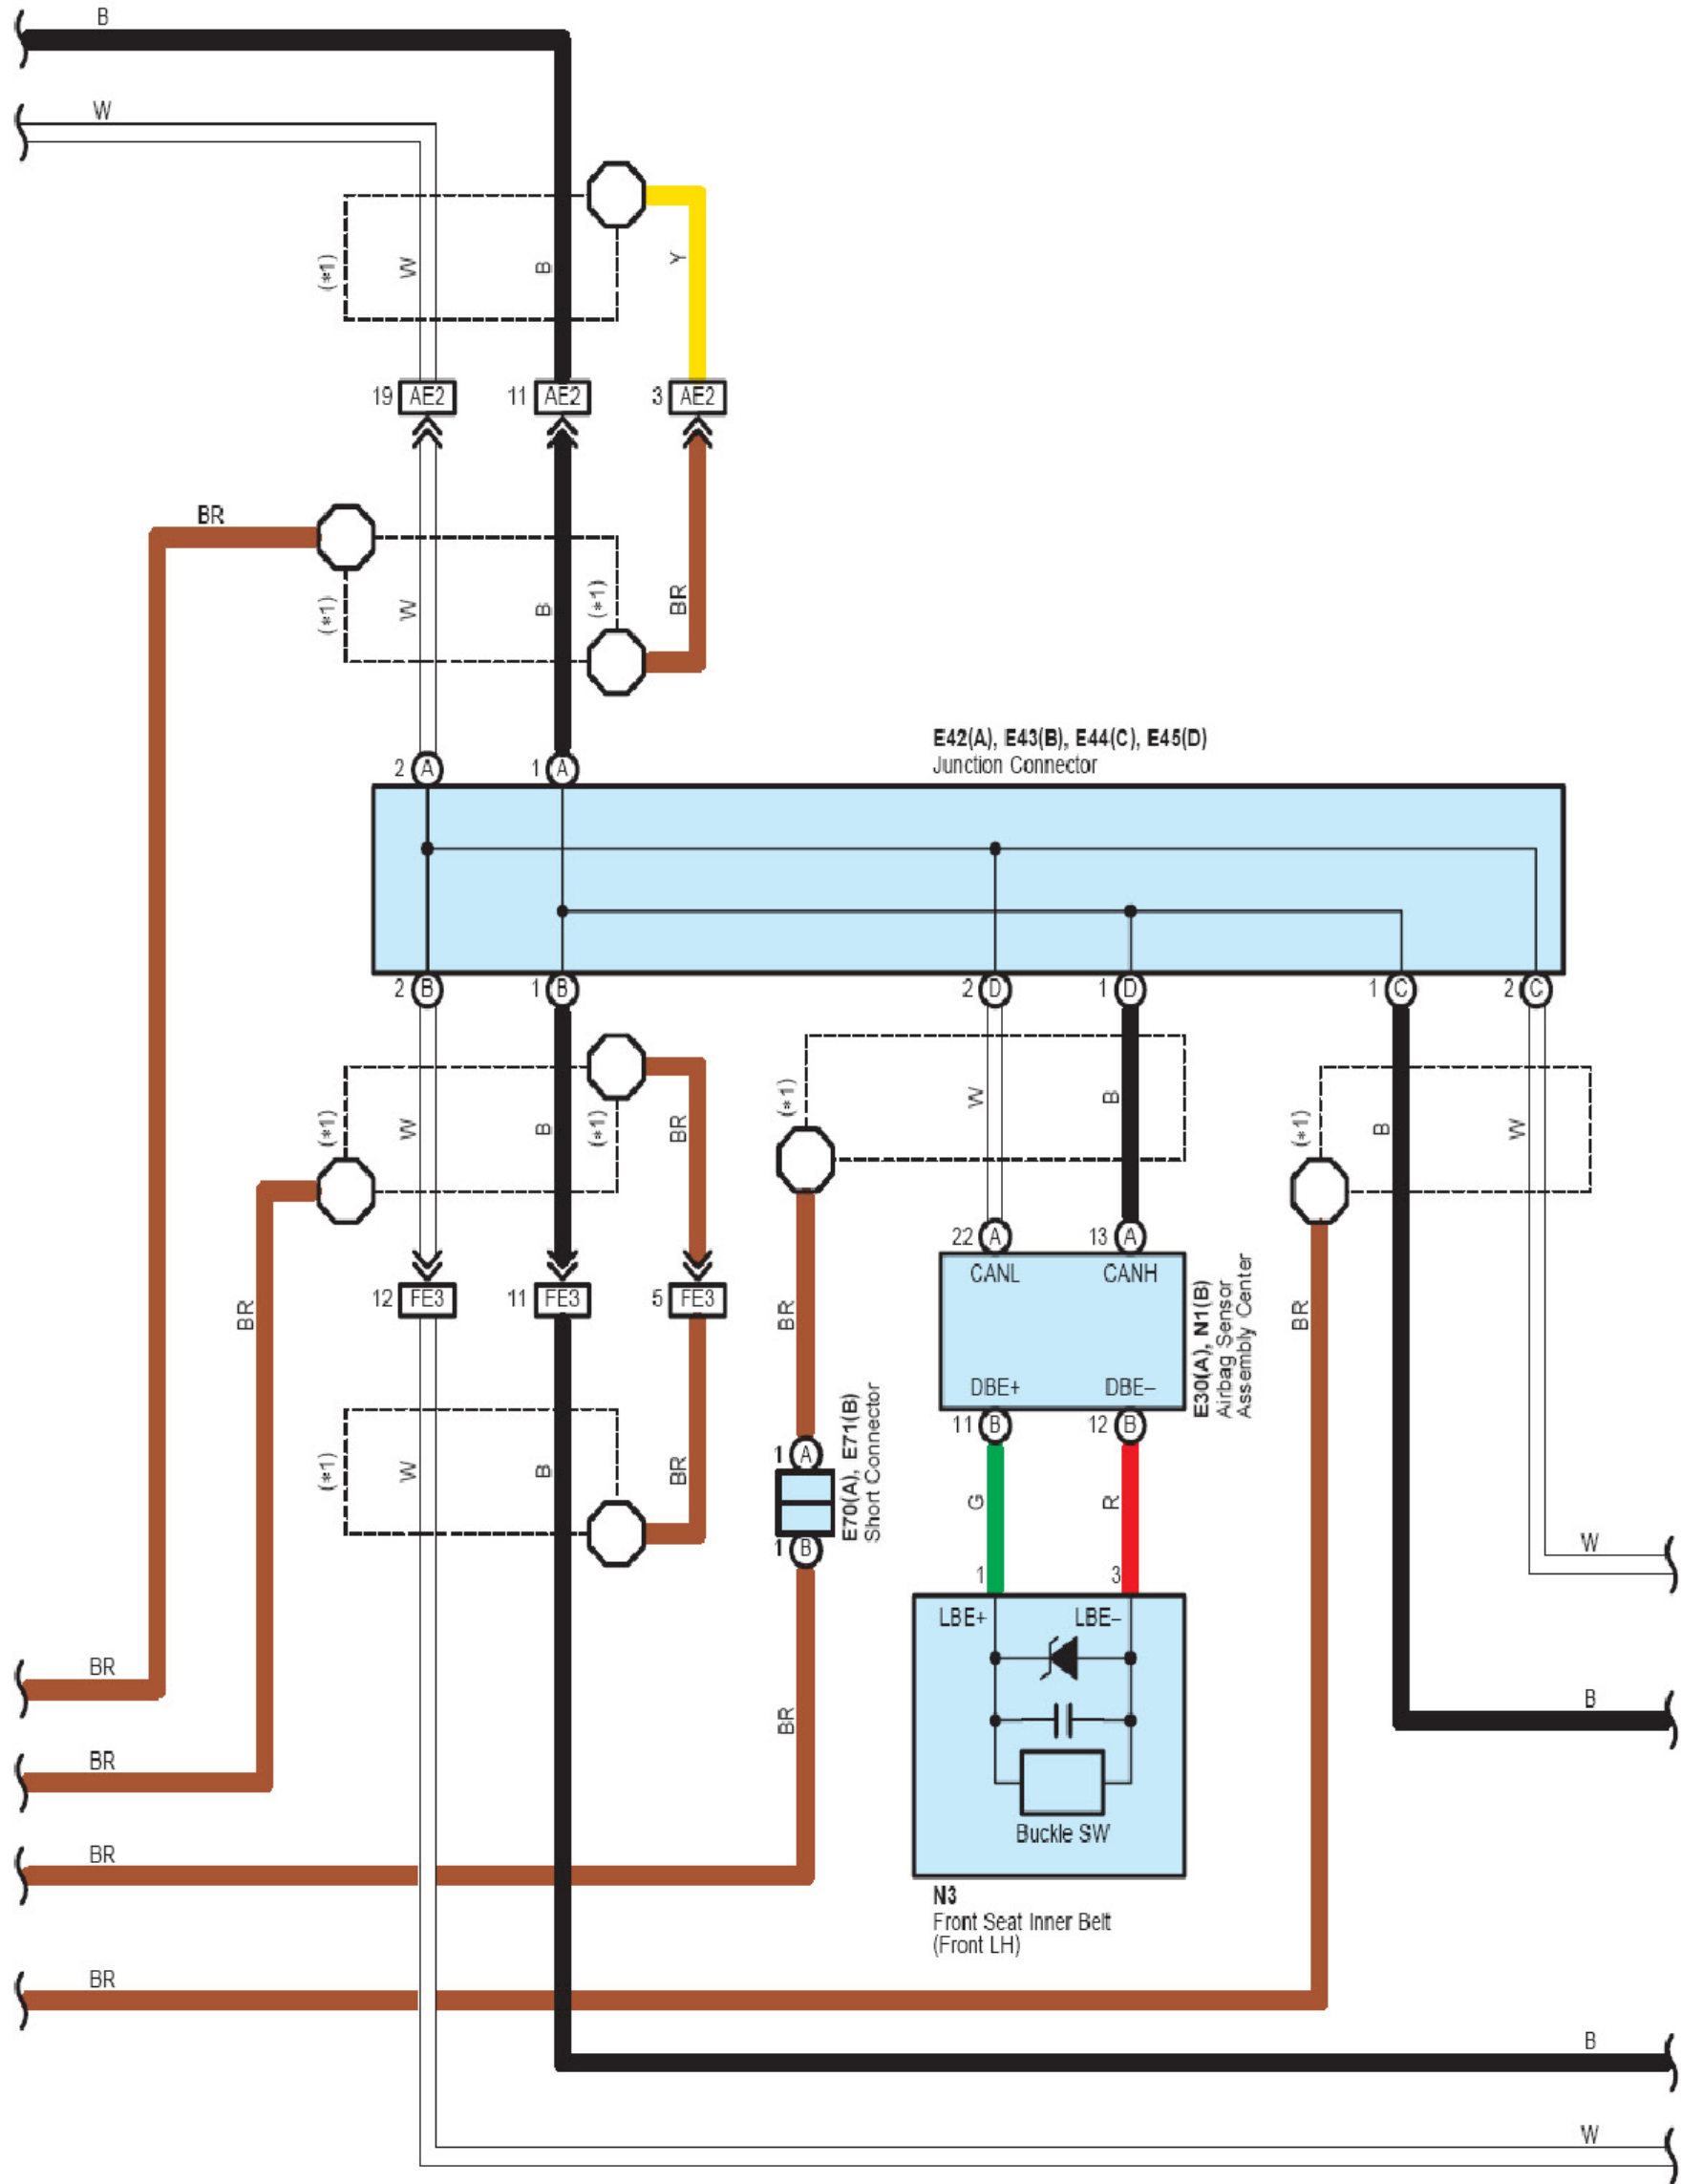 B
W
(*1)
W
B
Y
19 AE2
11 AE2
3 AE2
BR
(*1)
W
B
(*1)
BR
E42(A), E43(B), E44(C), E45(D)
Junction Connector
2 A
1 A
2 B
1 B
2 D
1 D
1 C
2 C
(*1)
W
B
(*1)
BR
(*1)
W
B
(*1)
B
W
22 A
13 A
CANL
CANH
DBE+
DBE−
E30(A), N1(B)
Airbag Sensor
Assembly Center
12 FE3
11 FE3
5 FE3
BR
BR
BR
(*1)
W
B
BR
1 A
E70(A), E71(B)
Short Connector
1 B
11 B
12 B
G
R
1
3
LBE+
LBE−
Buckle SW
N3
Front Seat Inner Belt
(Front LH)
W
B
BR
BR
BR
BR
BR
B
W